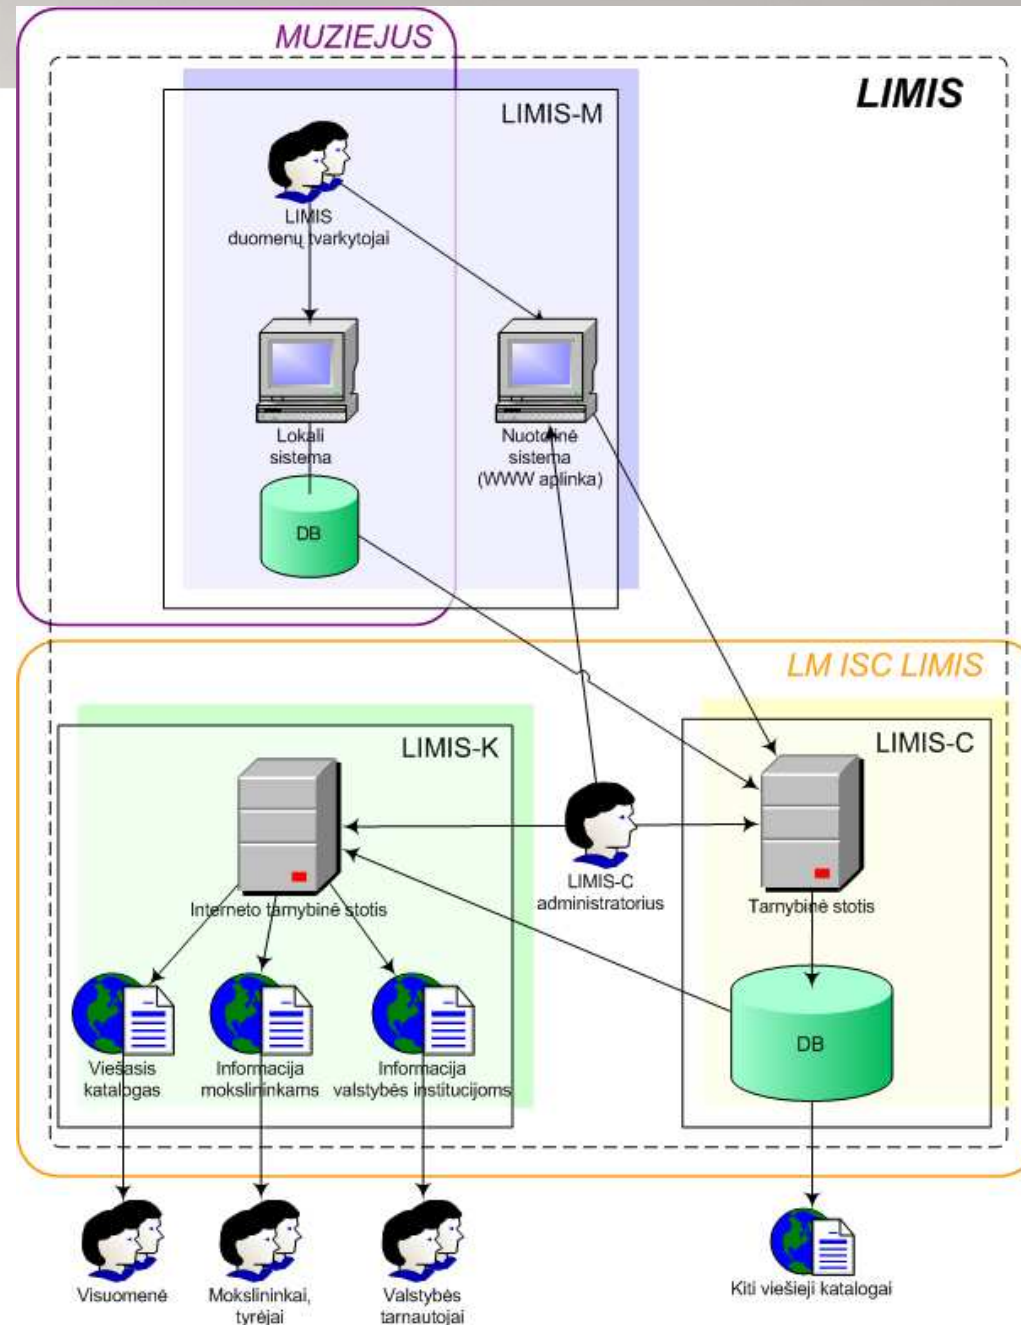 MUZIEJUS
LIMIS
LIMIS-M
LIMIS
duomenų tvarkytojai
Lokali
sistema
Nuotolinė
sistema
(WWW aplinka)
DB
LM ISC LIMIS
LIMIS-K
LIMIS-C
Interneto tarnybinė stotis
LIMIS-C
administratorius
Tarnybinė stotis
Viešasis
katalogas
Informacija
mokslininkams
Informacija
valstybės institucijoms
DB
Visuomenė
Mokslininkai,
tyrėjai
Valstybės
tarnautojai
Kiti viešieji katalogai